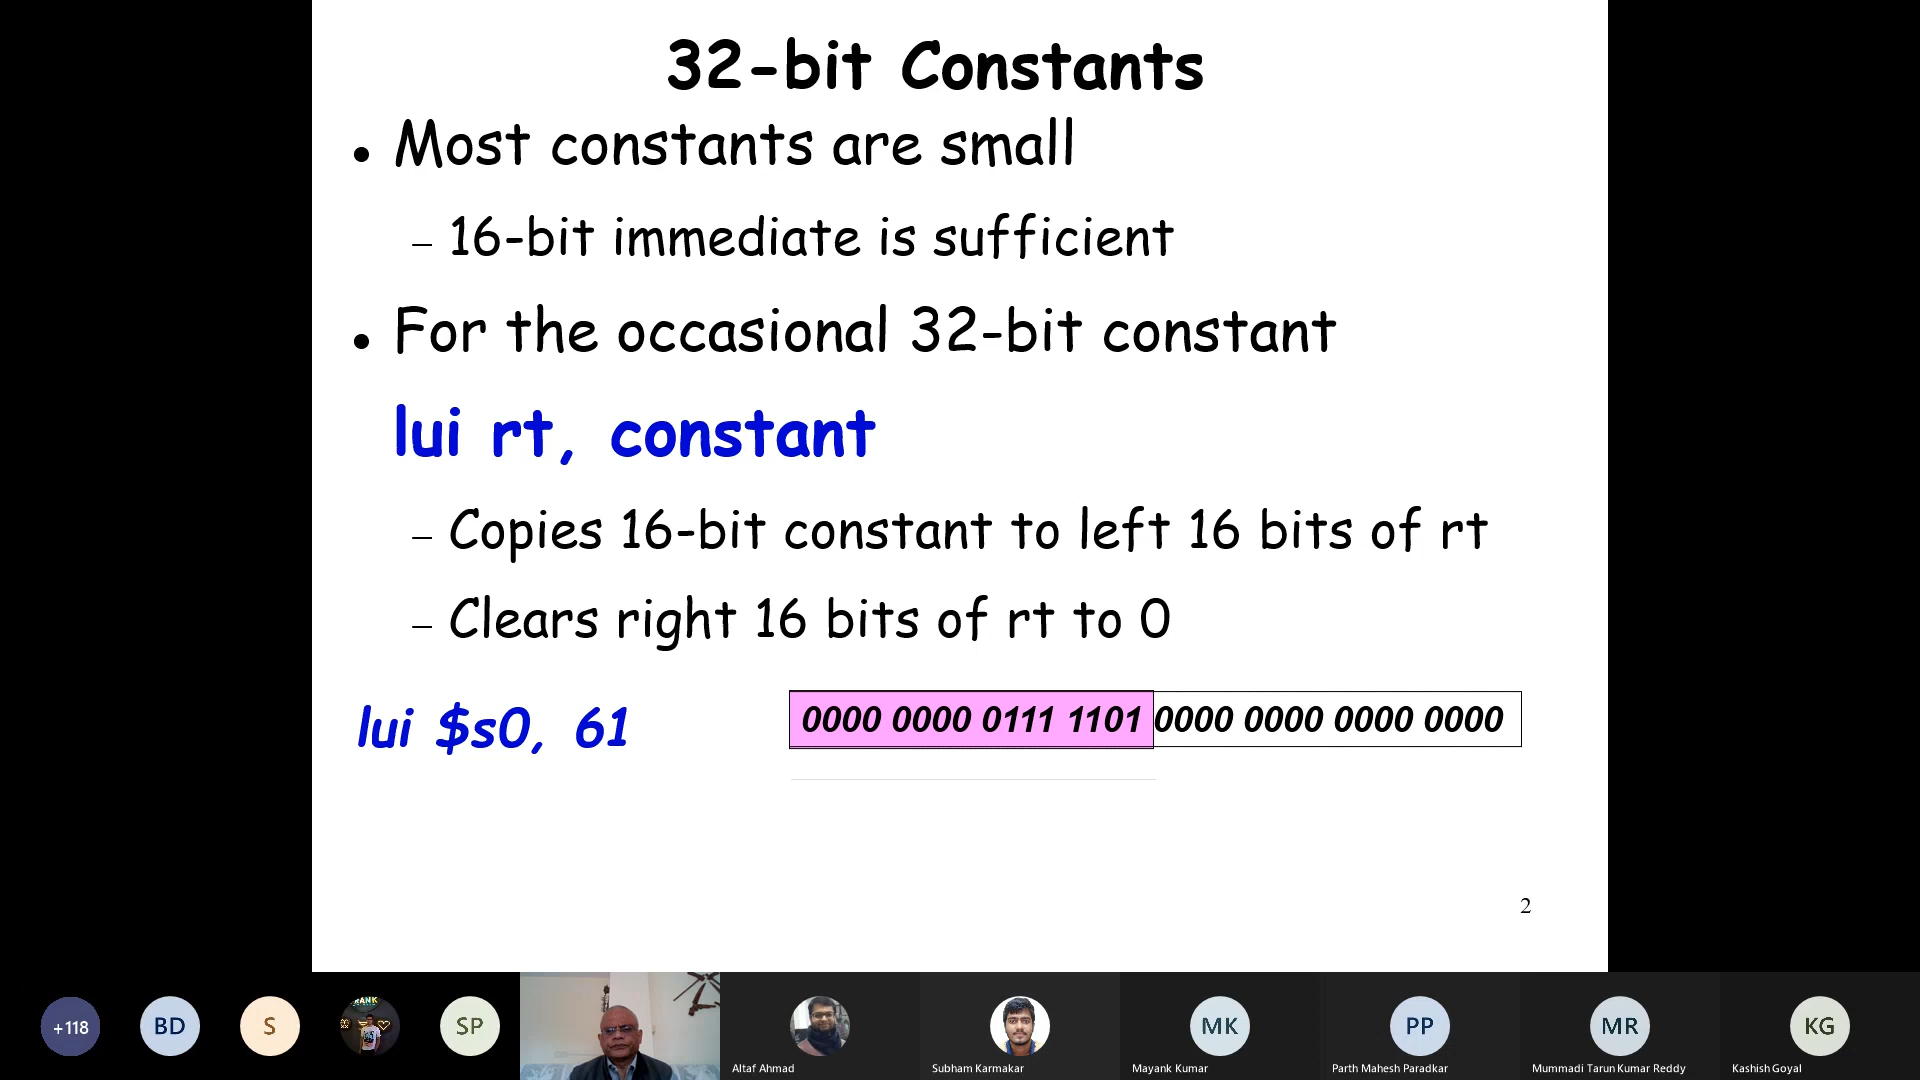 32-bit Constants
• Most constants are small
– 16-bit immediate is sufficient
• For the occasional 32-bit constant
lui rt, constant
– Copies 16-bit constant to left 16 bits of rt
– Clears right 16 bits of rt to 0
lui $s0, 61
0000 0000 0111 1101 0000 0000 0000 0000
2
+118
BD
S
RANK
SP
MK
PP
MR
KG
Altaf Ahmad
Subham Karmakar
Mayank Kumar
Parth Mahesh Paradkar
Mummadi Tarun Kumar Reddy
Kashish Goyal